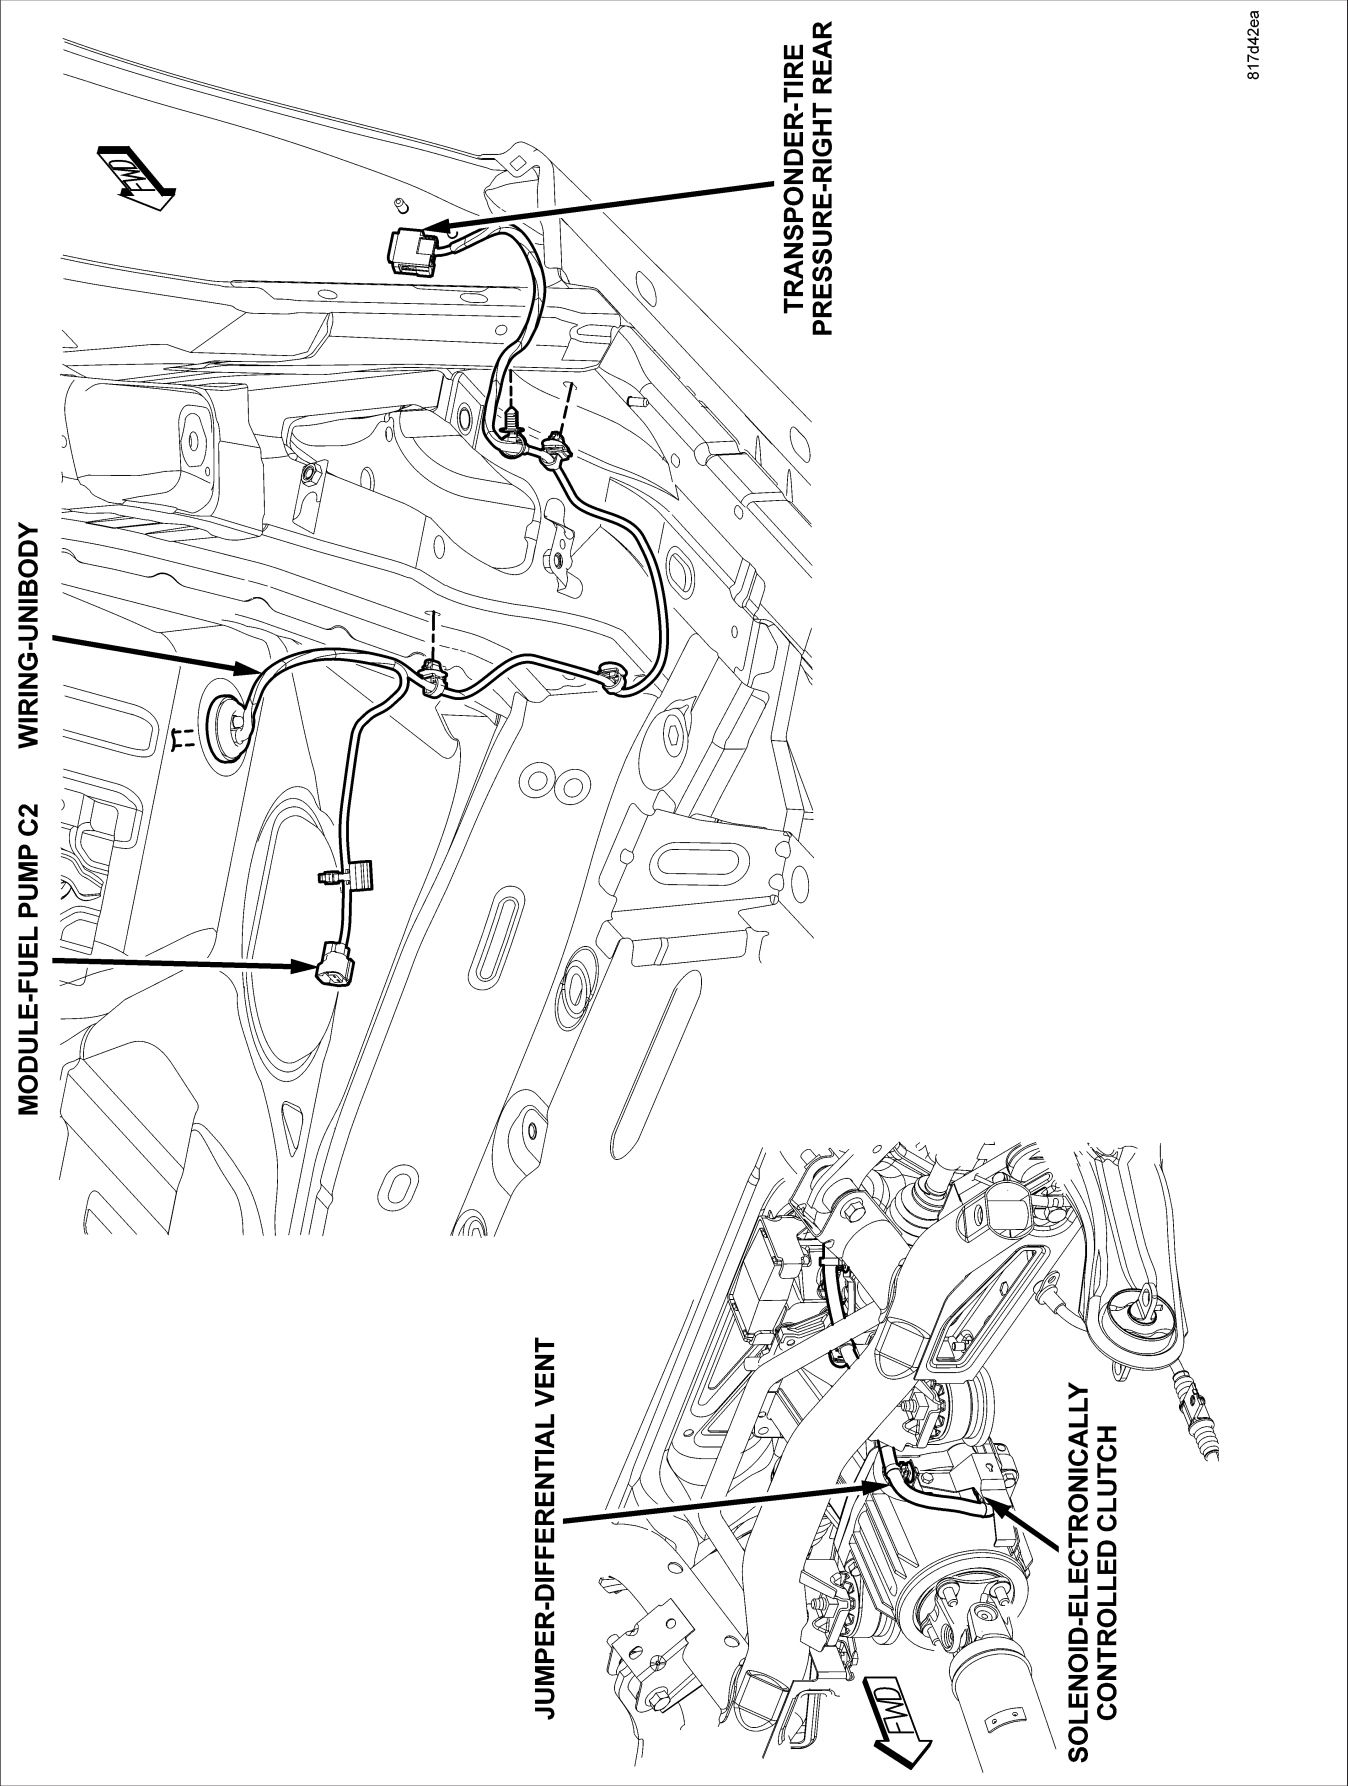 MODULE-FUEL PUMP C2
WIRING-UNIBODY
FWD
TRANSPONDER-TIRE
PRESSURE-RIGHT REAR
JUMPER-DIFFERENTIAL VENT
FWD
SOLENOID-ELECTRONICALLY
CONTROLLED CLUTCH
817d42ea